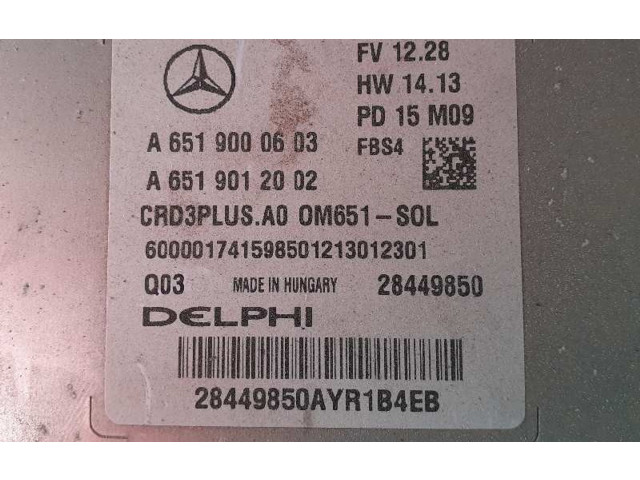 FV 12.28
HW 14.13
PD 15 M09
A 651 900 06 03
FBS4
A 651 901 20 02
CRD3PLUS.A0 OM651-SOL
600001741598501213012301
Q03 MADE IN HUNGARY 28449850
DELPHI
28449850AYR1B4EB